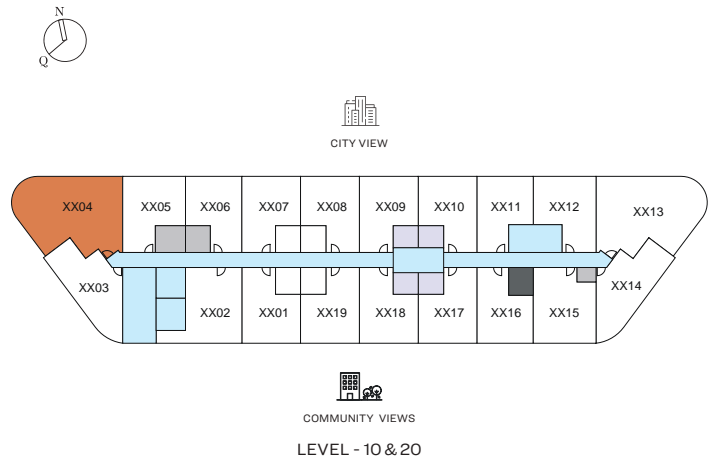 N
Q
CITY VIEW
XX04
XX05
XX06
XX07
XX08
XX09
XX10
XX11
XX12
XX13
XX03
XX02
XX01
XX19
XX18
XX17
XX16
XX15
XX14
COMMUNITY VIEWS
LEVEL - 10 & 20